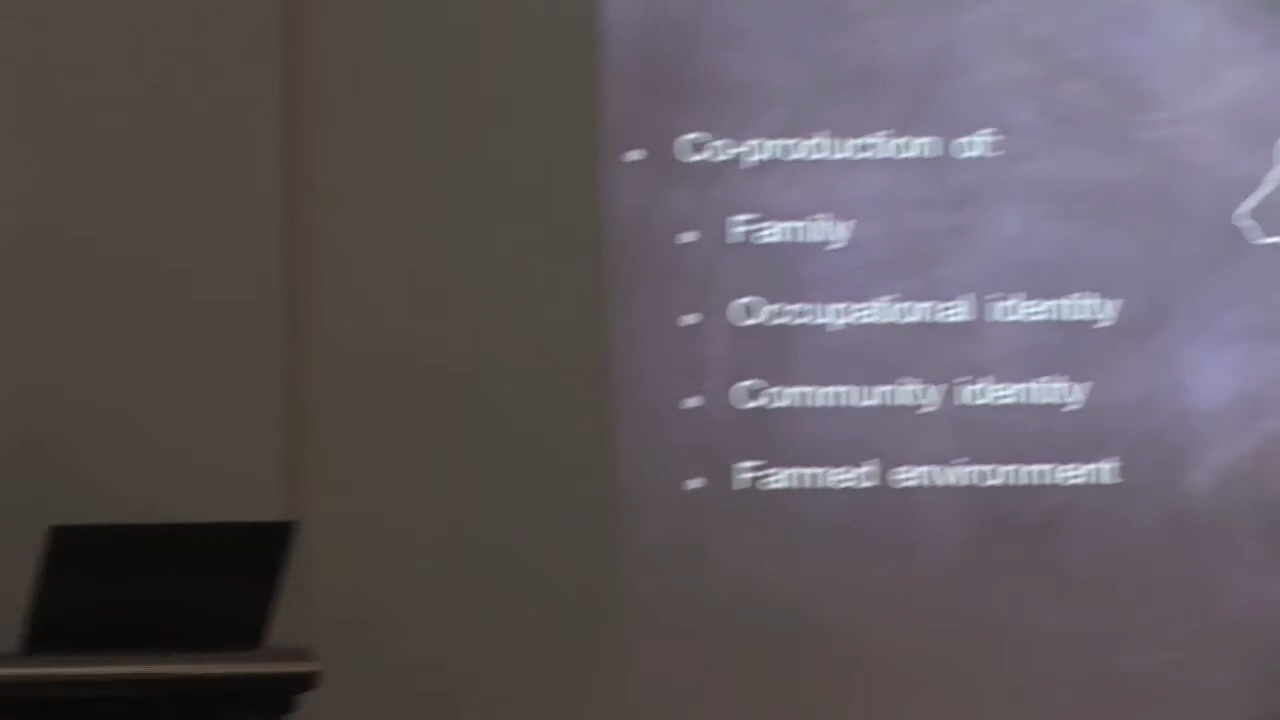 - Co-production of:
- Family
- Occupational identity
- Community identity
- Farmed environment